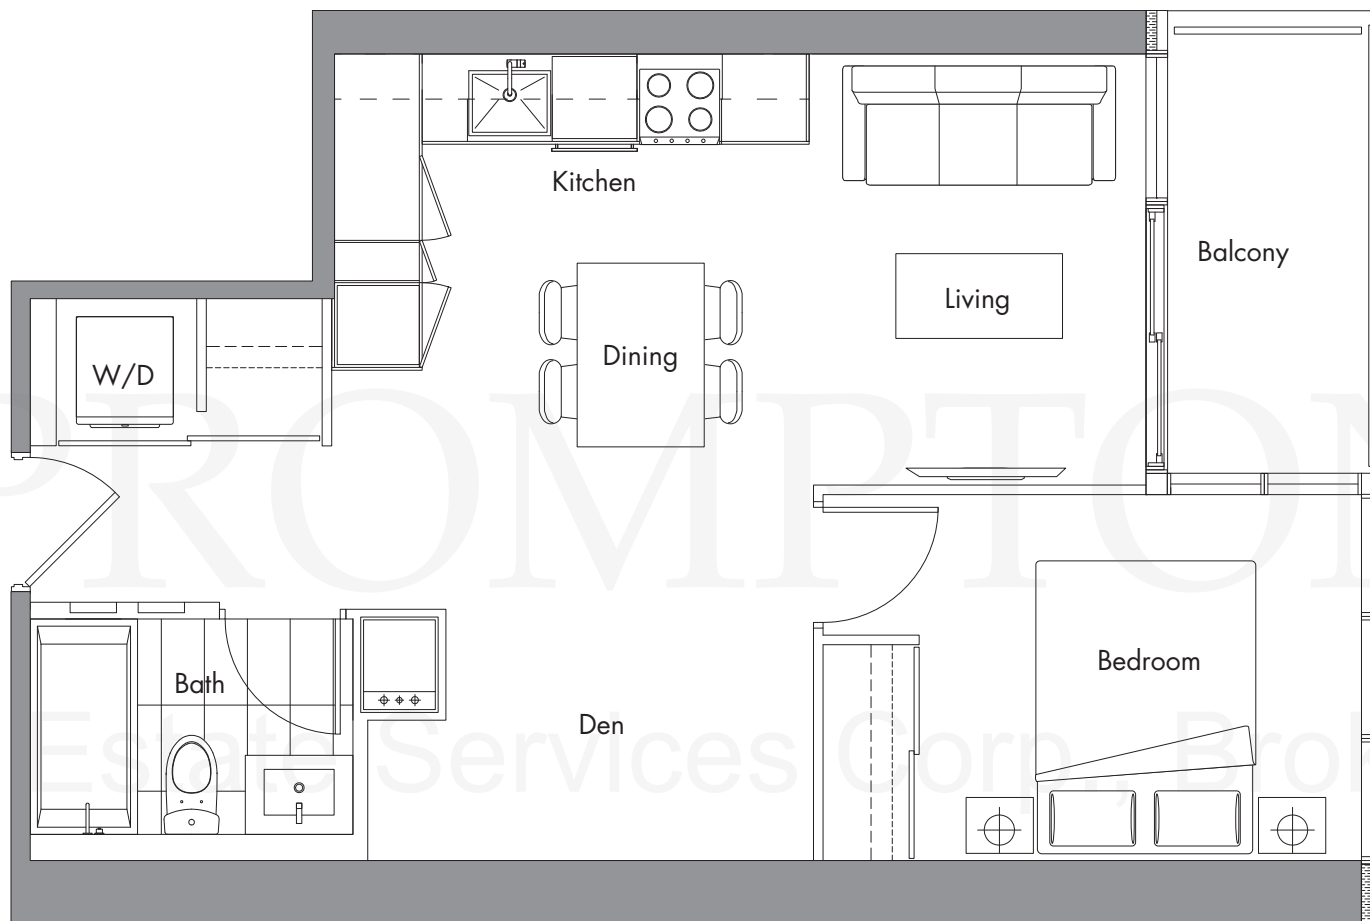 Kitchen
Balcony
Living
Dining
W/D
PROMPTON
Bath
Bedroom
Den
Estate Services Corp., Brok